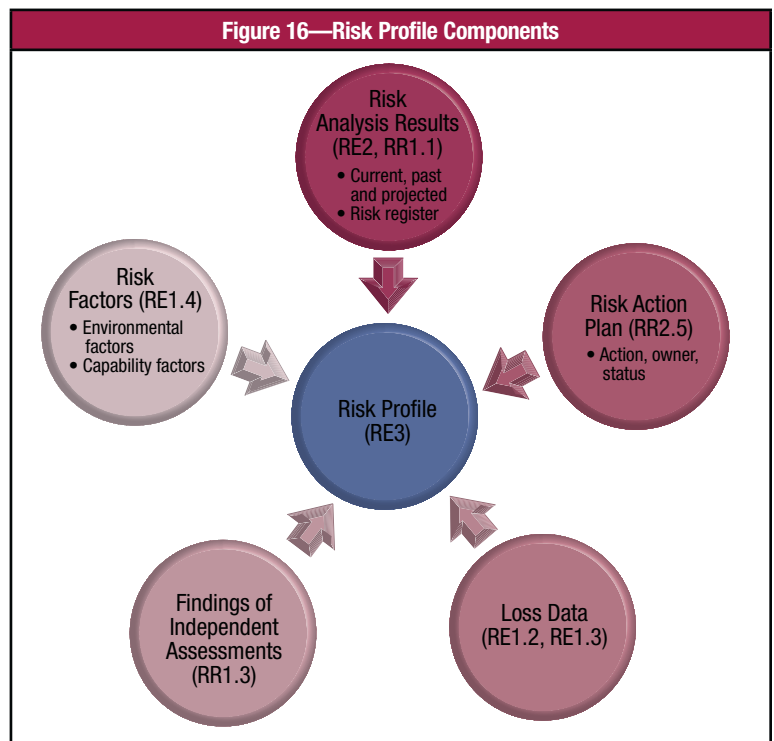 Figure 16—Risk Profile Components
Risk
Analysis Results
(RE2, RR1.1)
• Current, past
and projected
• Risk register
Risk
Factors (RE1.4)
• Environmental
factors
• Capability factors
Risk Action
Plan (RR2.5)
• Action, owner,
status
Risk Profile
(RE3)
Findings of
Independent
Assessments
(RR1.3)
Loss Data
(RE1.2, RE1.3)